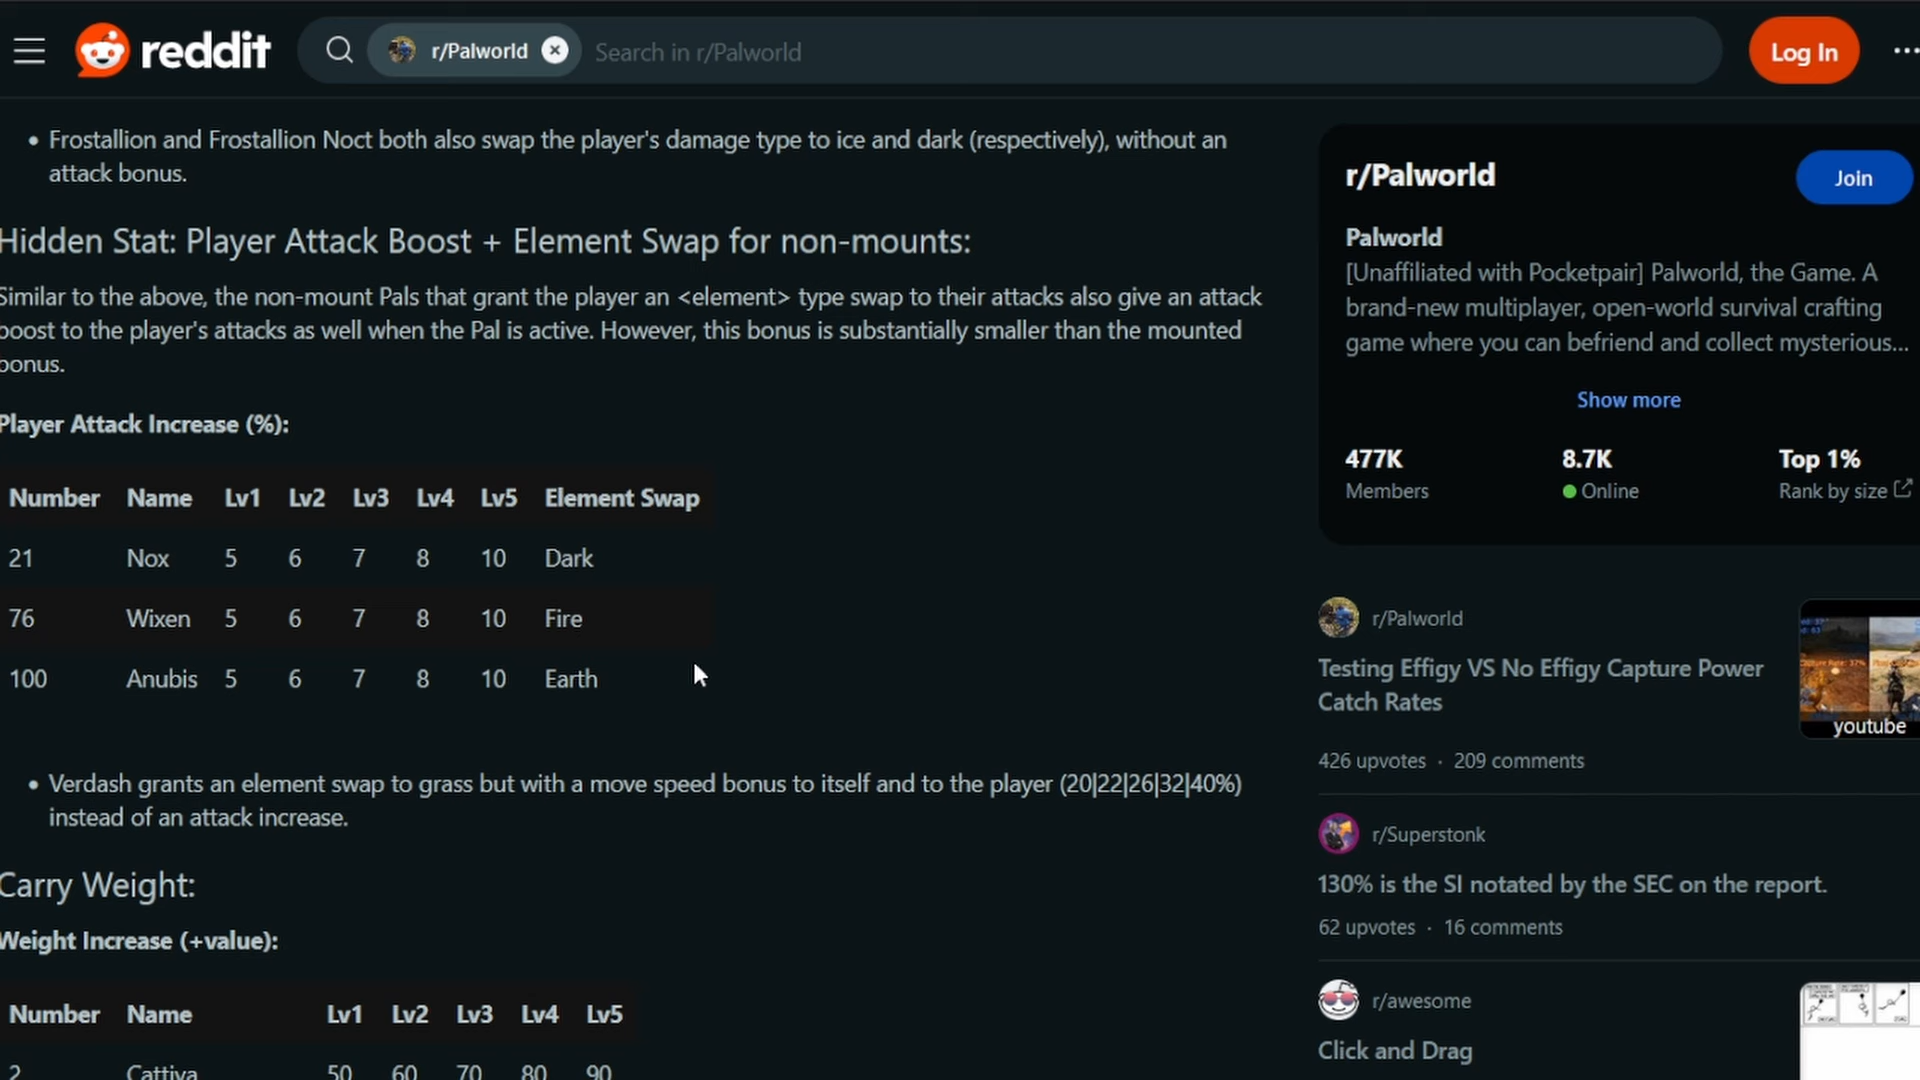 reddit
r/Palworld
Search in r/Palworld
Log In
Frostallion and Frostallion Noct both also swap the player's damage type to ice and dark (respectively), without an
attack bonus.
Hidden Stat: Player Attack Boost + Element Swap for non-mounts:
Similar to the above, the non-mount Pals that grant the player an <element> type swap to their attacks also give an attack
boost to the player's attacks as well when the Pal is active. However, this bonus is substantially smaller than the mounted
bonus.
Player Attack Increase (%):
Number Name Lv1 Lv2 Lv3 Lv4 Lv5 Element Swap
21 Nox 5 6 7 8 10 Dark
76 Wixen 5 6 7 8 10 Fire
100 Anubis 5 6 7 8 10 Earth
Verdash grants an element swap to grass but with a move speed bonus to itself and to the player (20|22|26|32|40%)
instead of an attack increase.
Carry Weight:
Weight Increase (+value):
Number Name Lv1 Lv2 Lv3 Lv4 Lv5
2 Cattiva 50 60 70 80 90
r/Palworld
Join
Palworld
[Unaffiliated with Pocketpair] Palworld, the Game. A
brand-new multiplayer, open-world survival crafting
game where you can befriend and collect mysterious...
Show more
477K 8.7K Top 1%
Members Online Rank by size
r/Palworld
Testing Effigy VS No Effigy Capture Power
Catch Rates
youtube
426 upvotes · 209 comments
r/Superstonk
130% is the SI notated by the SEC on the report.
62 upvotes · 16 comments
r/awesome
Click and Drag